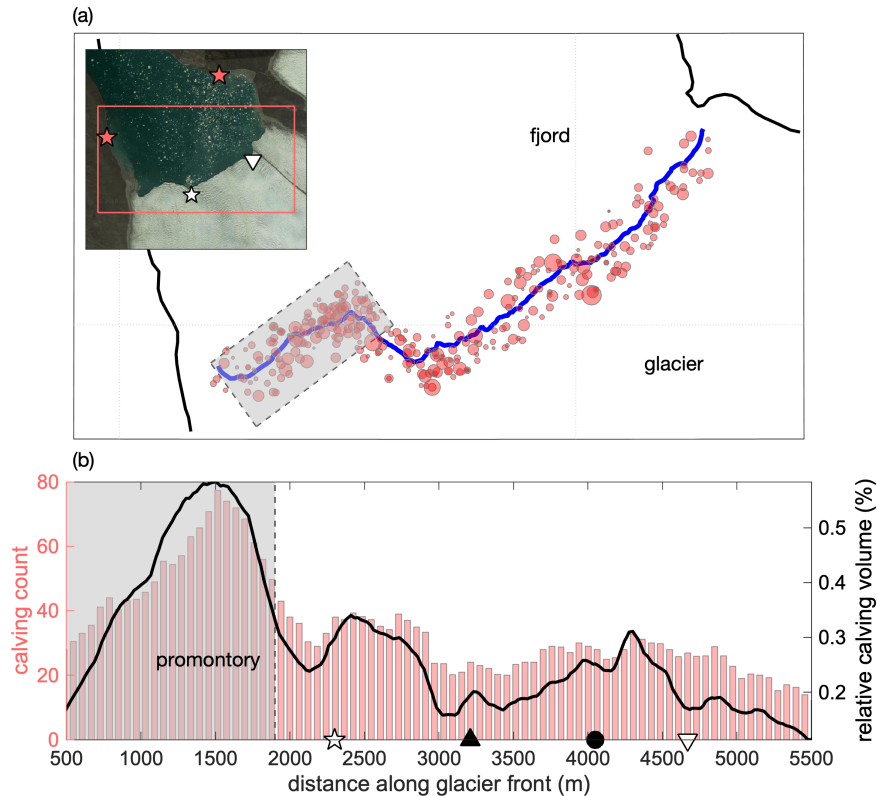 (a)
fjord
glacier
(b)
80
60
40
20
0
calving count
promontory
0.5
0.4
0.3
0.2
relative calving volume (%)
500 1000 1500 2000 2500 3000 3500 4000 4500 5000 5500
distance along glacier front (m)